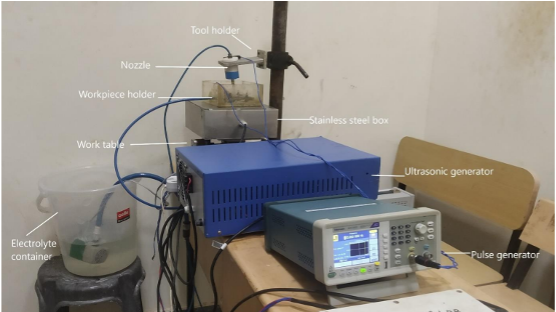 Tool holder
Nozzle
Workpiece holder
Stainless steel box
Work table
Ultrasonic generator
Electrolyte
container
Pulse generator